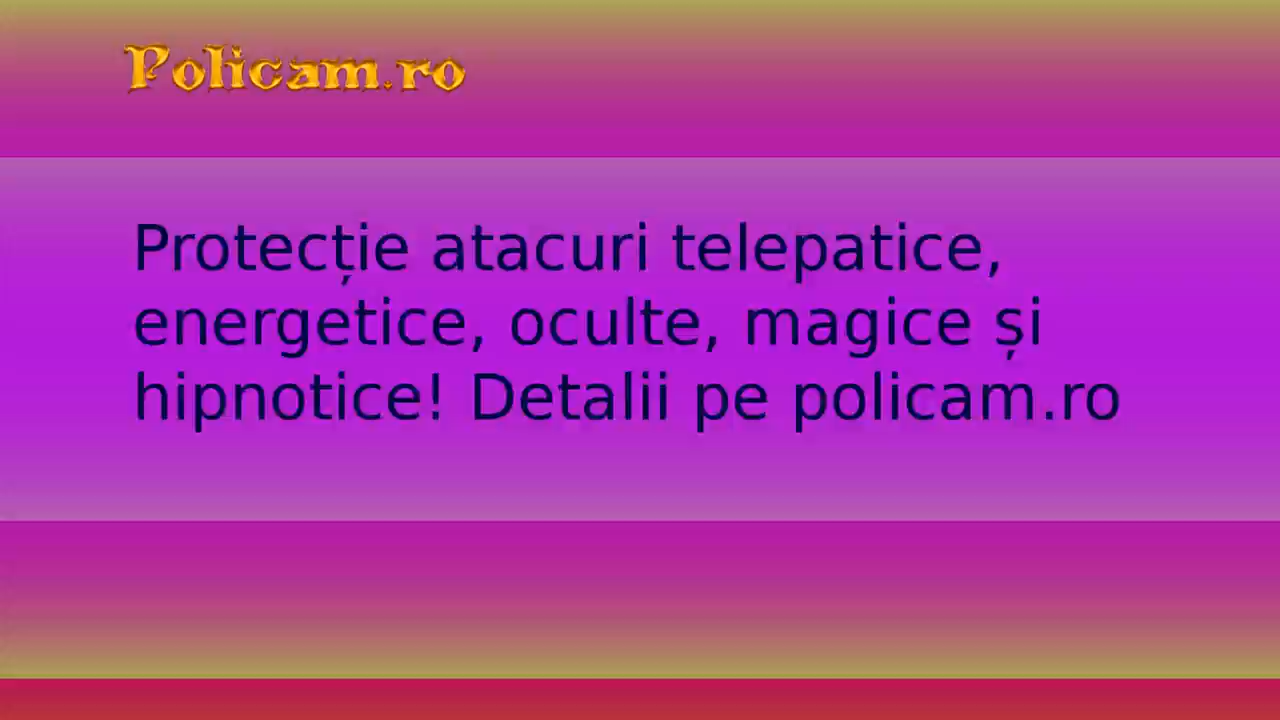 Policam.ro
Protecție atacuri telepatice,
energetice, oculte, magice și
hipnotice! Detalii pe policam.ro